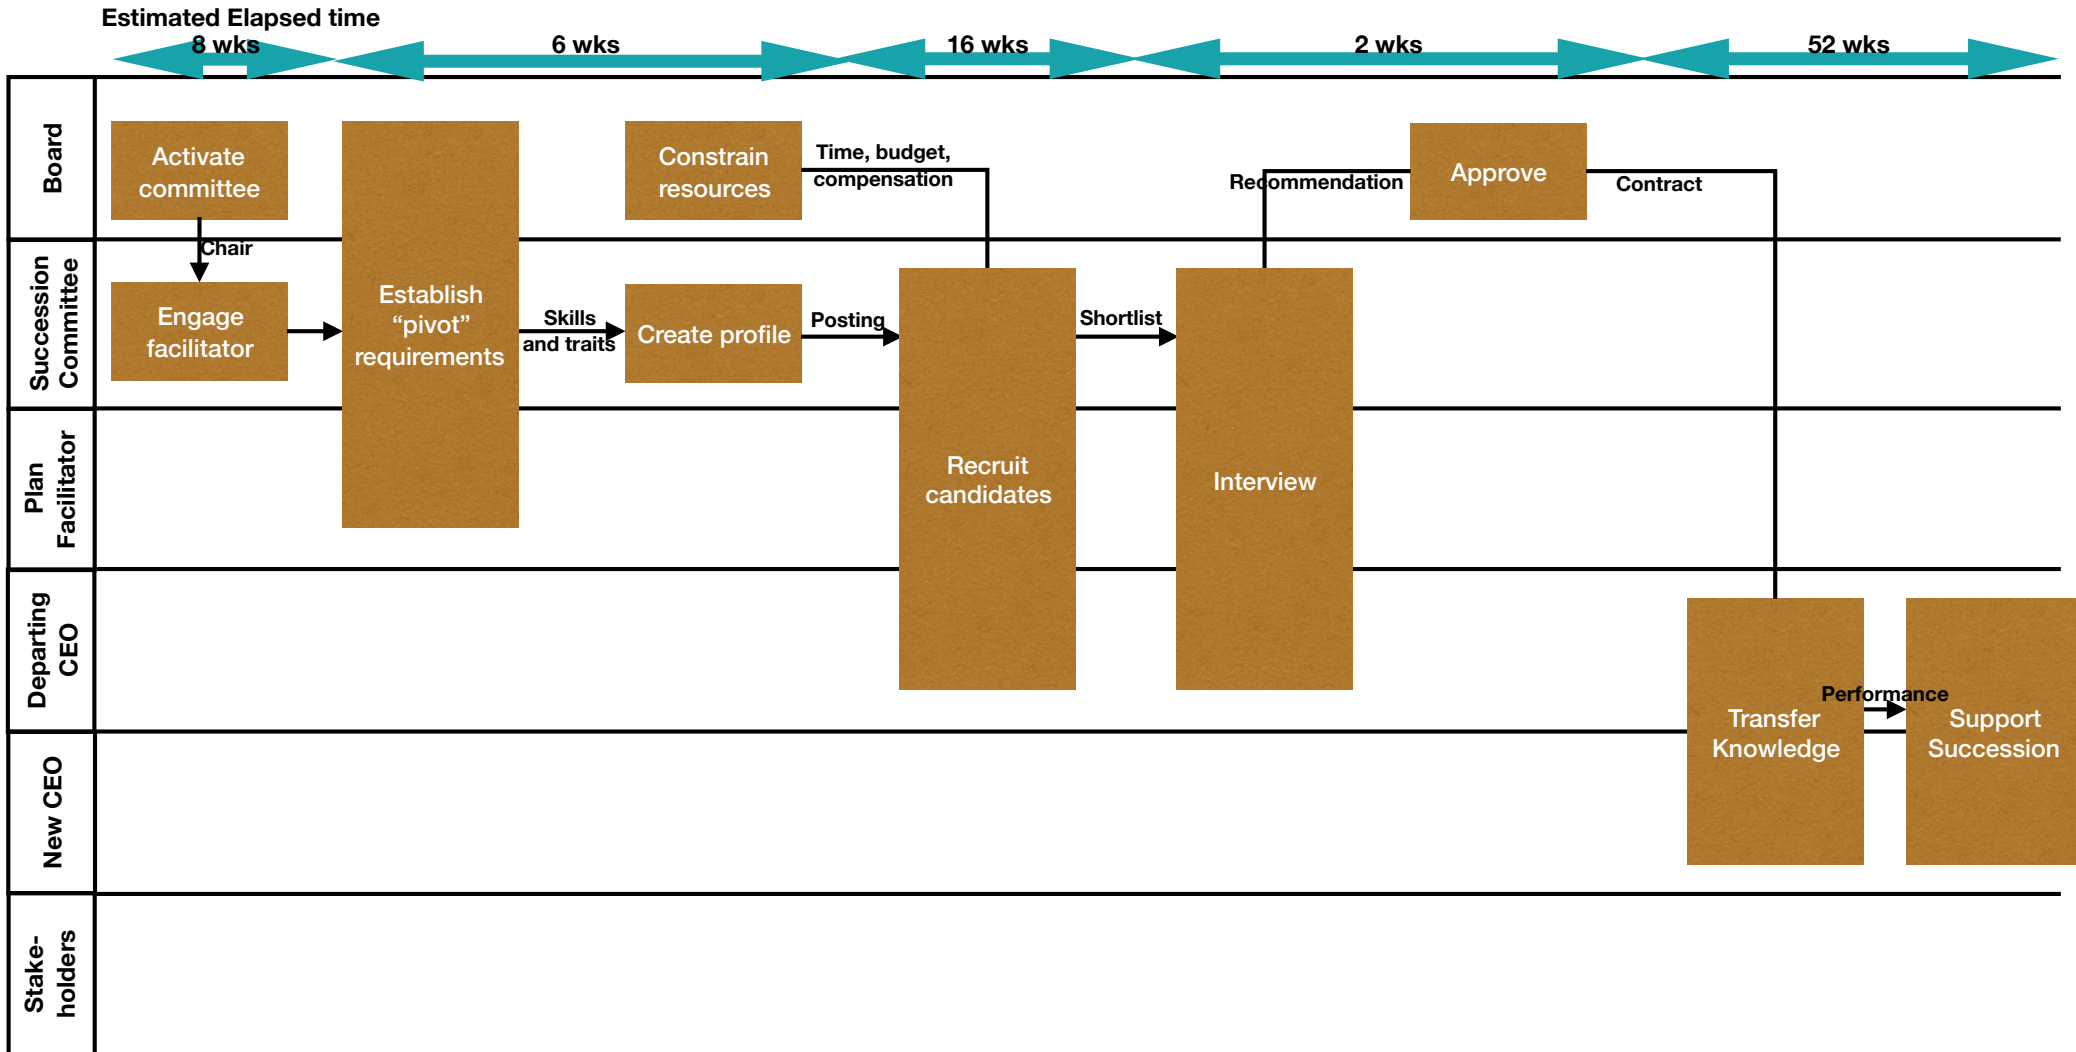 Estimated Elapsed time
8 wks
6 wks
16 wks
2 wks
52 wks
Board
Activate
committee
Constrain
resources
Time, budget,
compensation
Recommendation
Approve
Contract
Chair
Succession
Committee
Engage
facilitator
Establish
“pivot”
requirements
Skills
and traits
Create profile
Posting
Shortlist
Plan
Facilitator
Recruit
candidates
Interview
Departing
CEO
Performance
Transfer
Knowledge
Support
Succession
New CEO
Stake-
holders